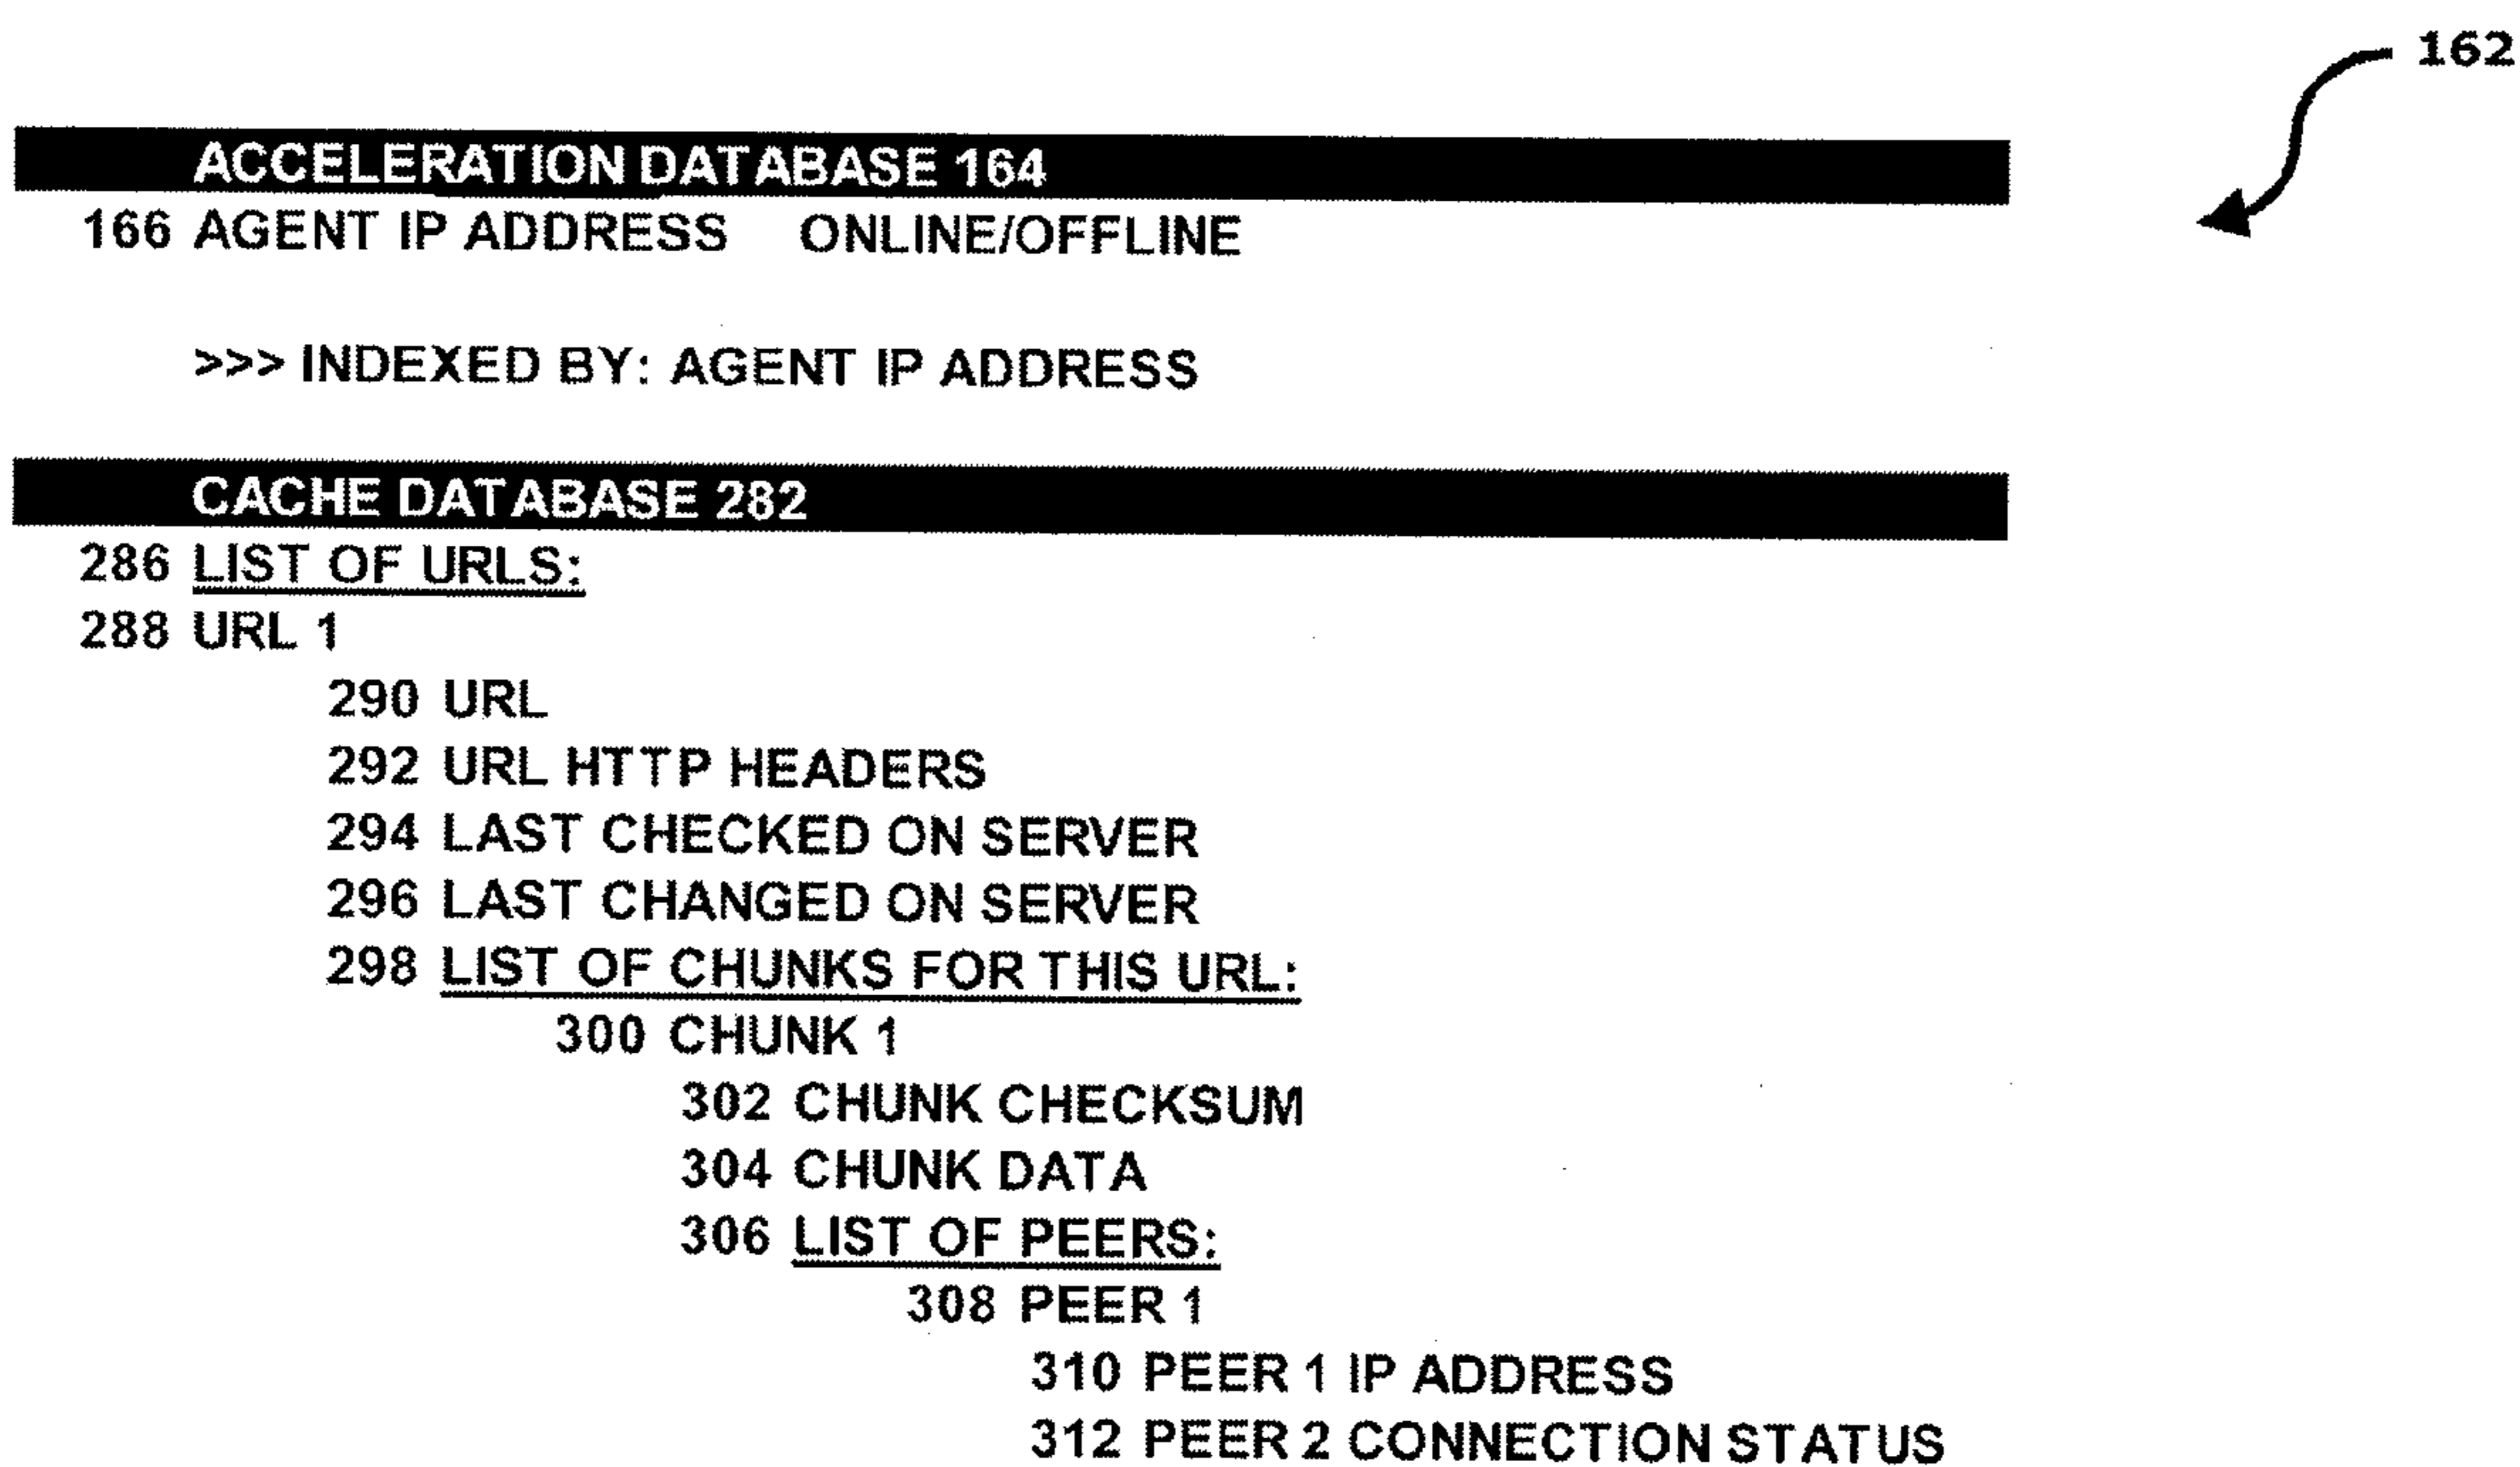 162
ACCELERATION DATABASE 164
166 AGENT IP ADDRESS ONLINE/OFFLINE
>>> INDEXED BY: AGENT IP ADDRESS
CACHE DATABASE 282
286 LIST OF URLS:
288 URL 1
290 URL
292 URL HTTP HEADERS
294 LAST CHECKED ON SERVER
296 LAST CHANGED ON SERVER
298 LIST OF CHUNKS FOR THIS URL:
300 CHUNK 1
302 CHUNK CHECKSUM
304 CHUNK DATA
306 LIST OF PEERS:
308 PEER 1
310 PEER 1 IP ADDRESS
312 PEER 2 CONNECTION STATUS